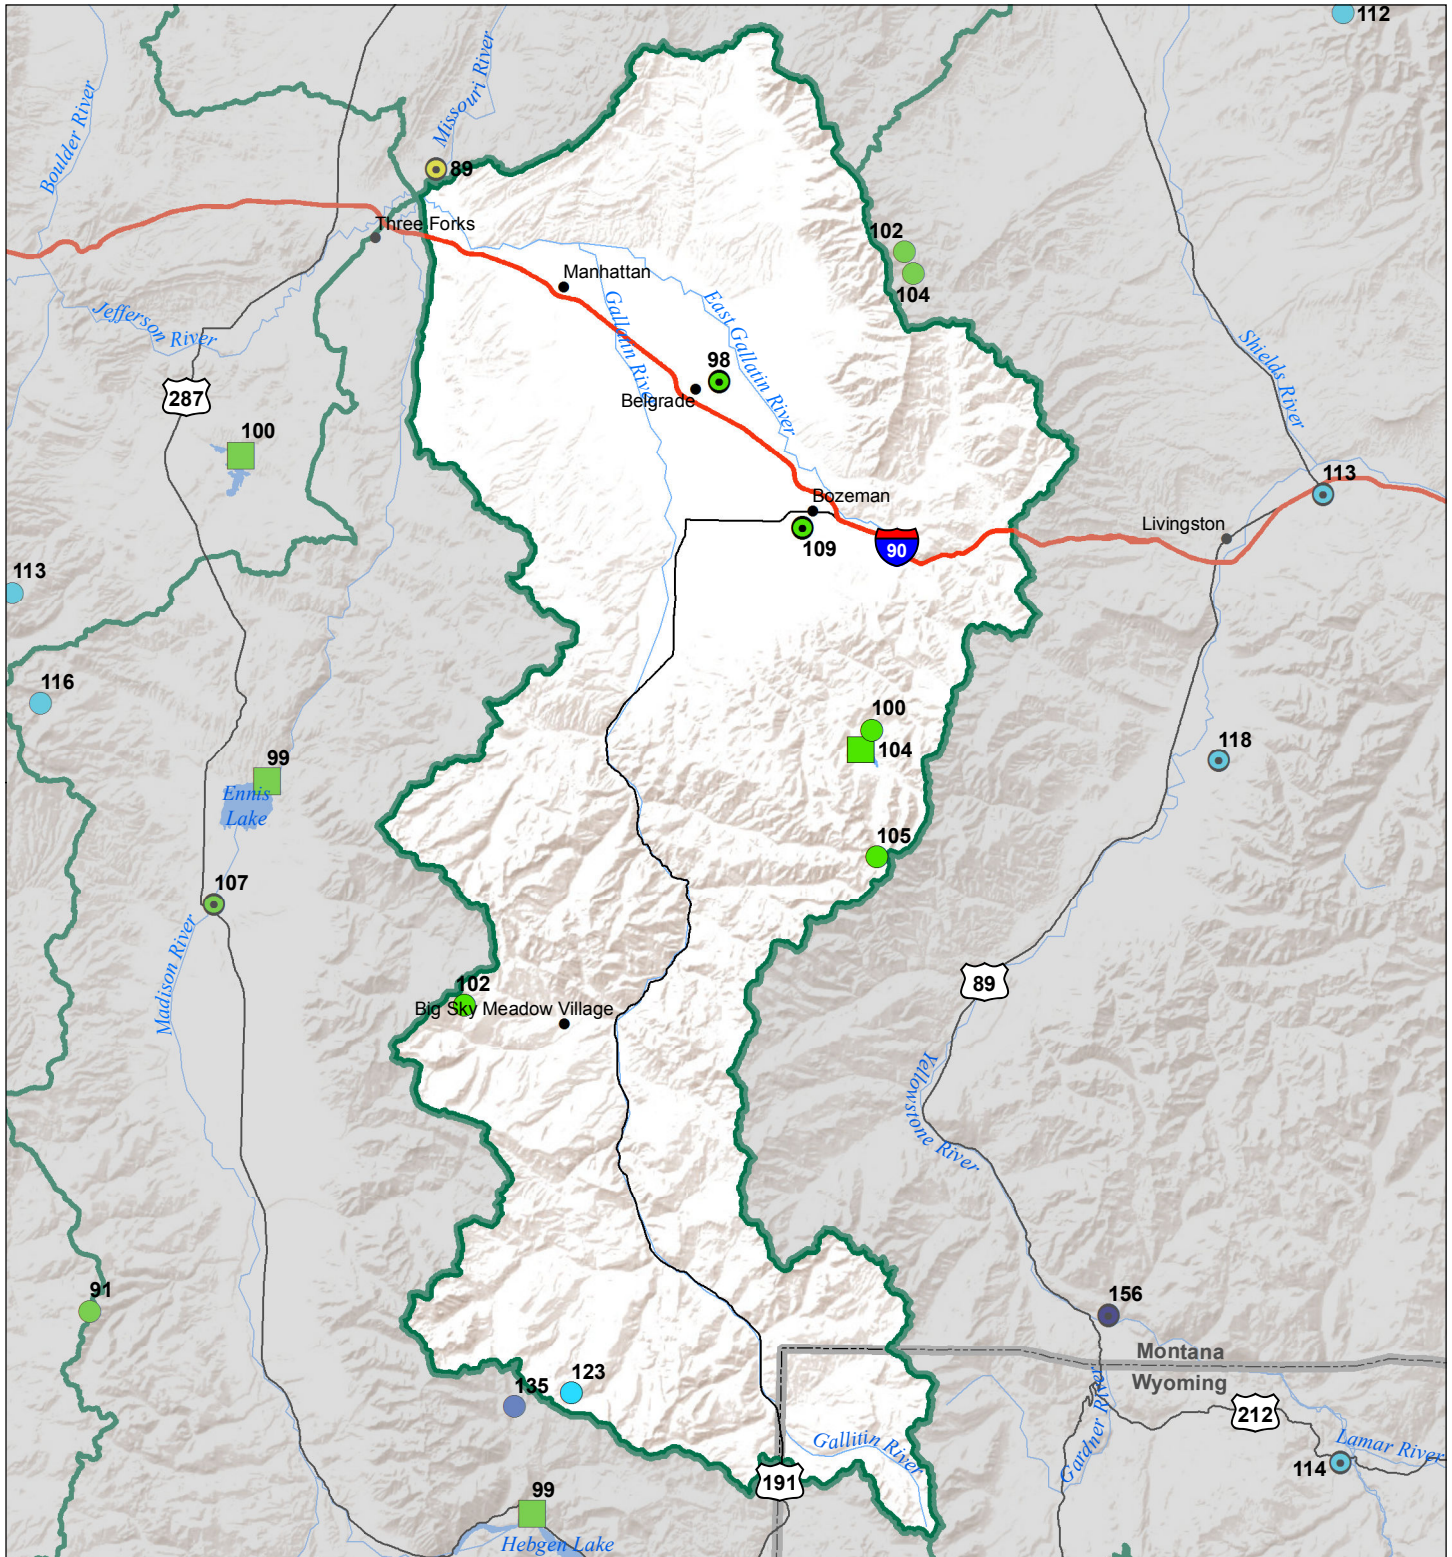 112
Missouri River
Boulder River
89
Three Forks
102
Manhattan
104
Gallatin River
East Gallatin River
Jefferson River
Shields River
98
287
Belgrade
100
113
Bozeman
Livingston
109
90
113
116
100
104
118
99
Ennis
Lake
105
107
Madison River
102
89
Big Sky Meadow Village
Yellowstone River
91
156
Montana
Wyoming
135
123
212
Gardner River
Gallitin River
Lamar River
114
191
99
Hebgen Lake